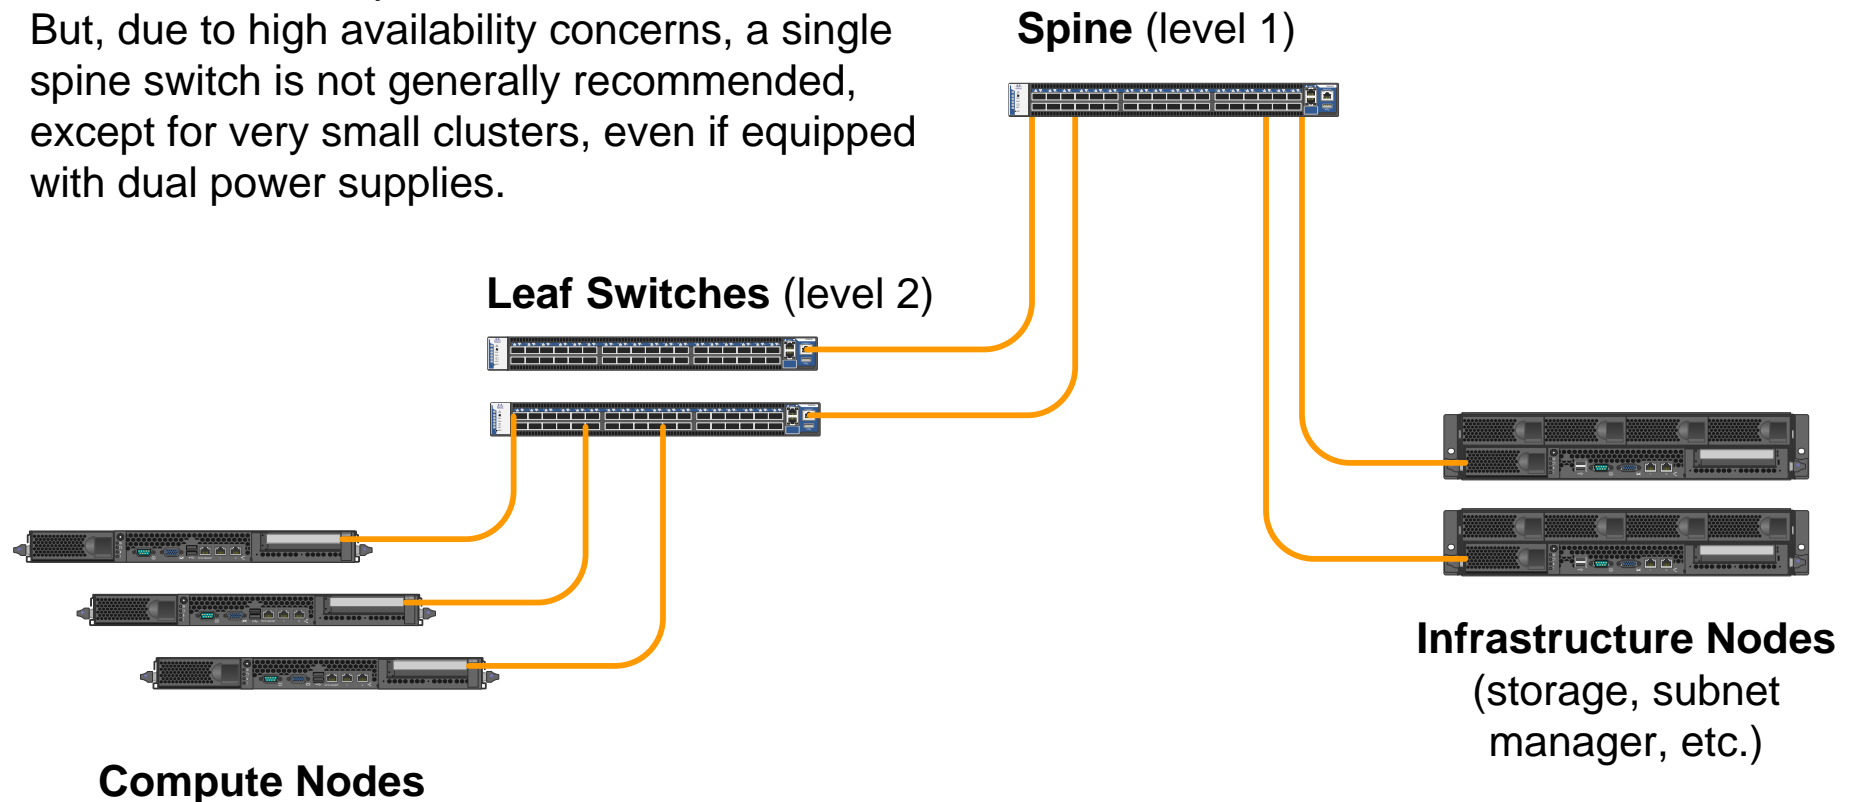 But, due to high availability concerns, a single
spine switch is not generally recommended,
except for very small clusters, even if equipped
with dual power supplies.
Spine (level 1)
Leaf Switches (level 2)
Infrastructure Nodes
(storage, subnet
manager, etc.)
Compute Nodes